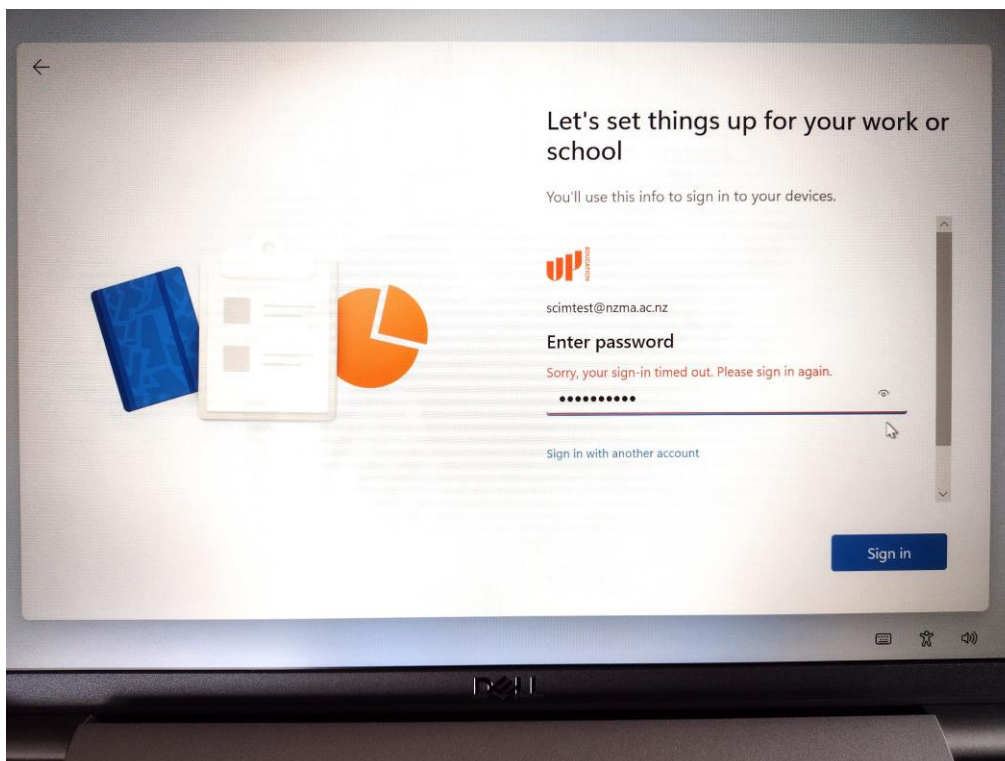 Let's set things up for your work or
school
You'll use this info to sign in to your devices.
UP EDUCATION
scimtest@nzma.ac.nz
Enter password
Sorry, your sign-in timed out. Please sign in again.
••••••••••
Sign in with another account
Sign in
DELL